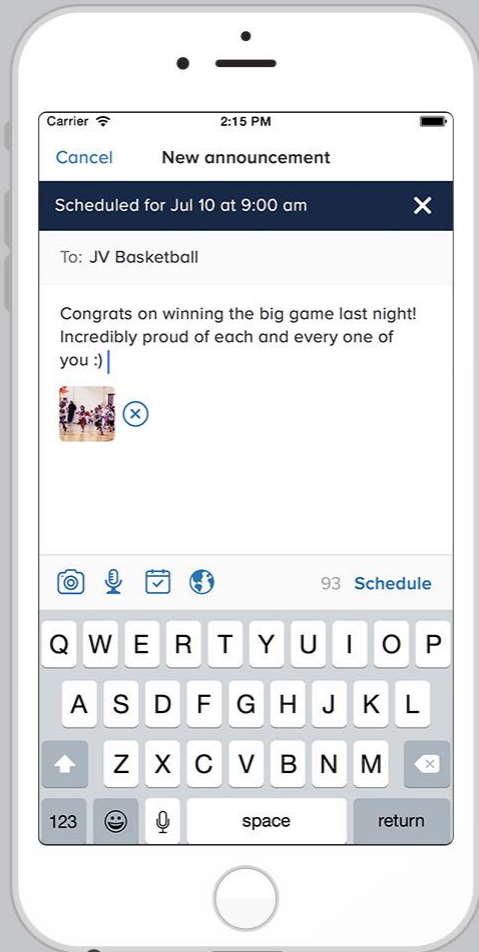 Carrier 2:15 PM
Cancel New announcement
Scheduled for Jul 10 at 9:00 am
To: JV Basketball
Congrats on winning the big game last night!
Incredibly proud of each and every one of
you :)
93 Schedule
Q W E R T Y U I O P
A S D F G H J K L
Z X C V B N M
123 space return